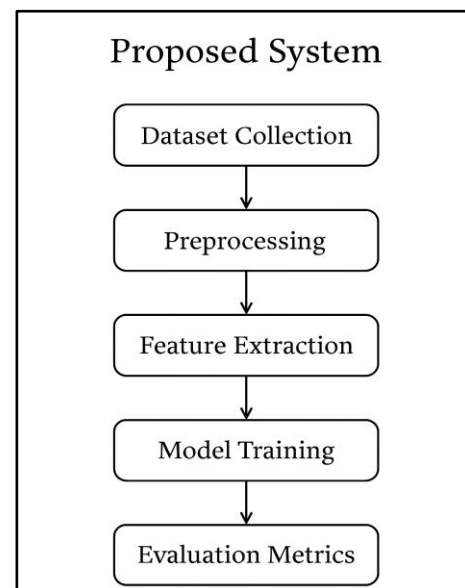 Proposed System
Dataset Collection
Preprocessing
Feature Extraction
Model Training
Evaluation Metrics